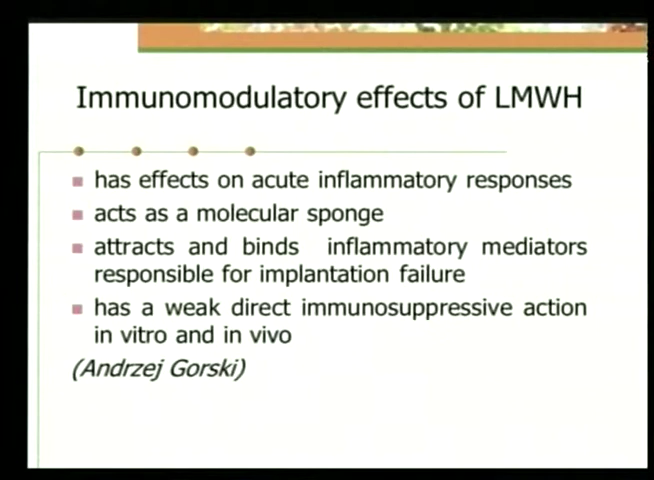 Immunomodulatory effects of LMWH
has effects on acute inflammatory responses
acts as a molecular sponge
attracts and binds inflammatory mediators
responsible for implantation failure
has a weak direct immunosuppressive action
in vitro and in vivo
(Andrzej Gorski)